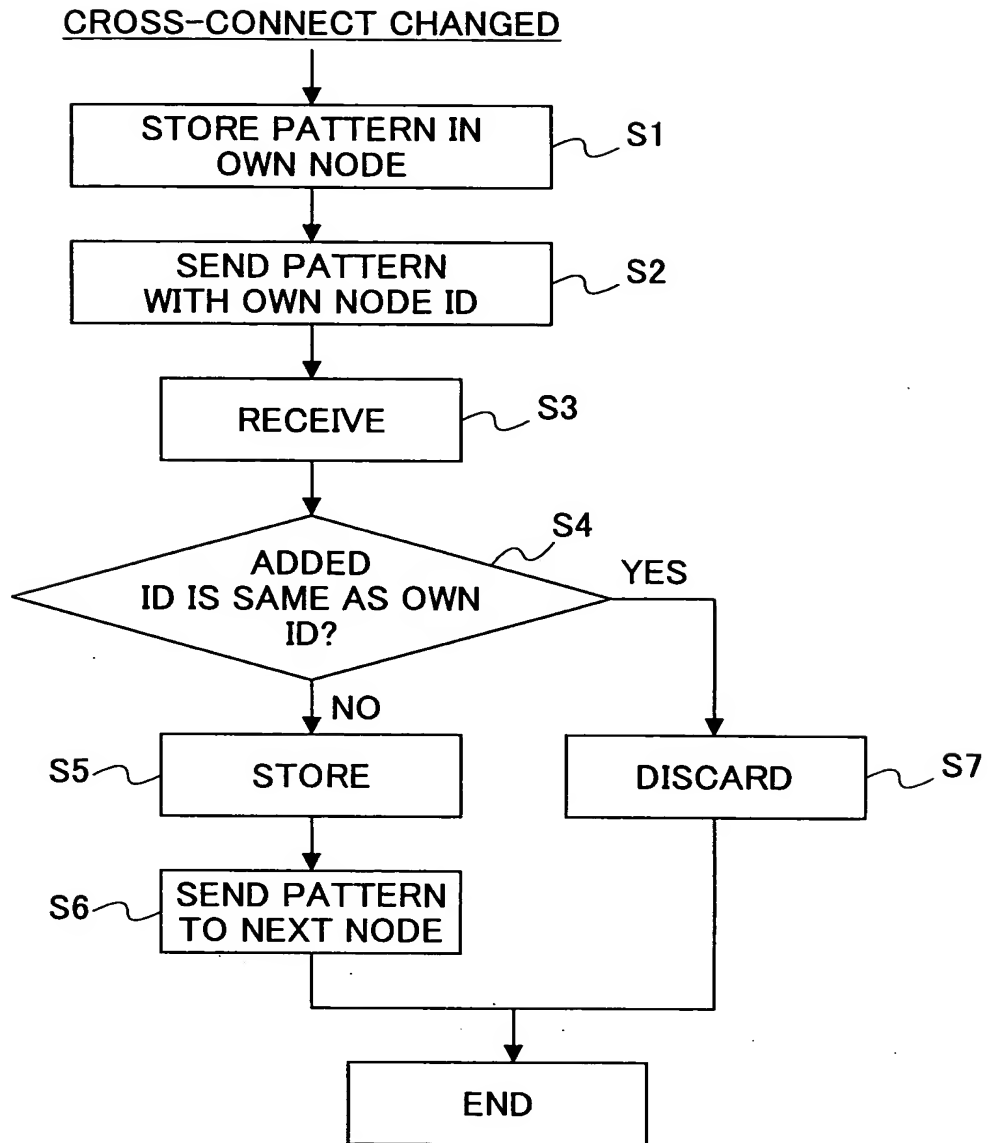 CROSS-CONNECT CHANGED
STORE PATTERN IN
OWN NODE
S1
SEND PATTERN
WITH OWN NODE ID
S2
RECEIVE
S3
ADDED
ID IS SAME AS OWN
ID?
S4
YES
NO
S5
STORE
DISCARD
S7
S6
SEND PATTERN
TO NEXT NODE
END